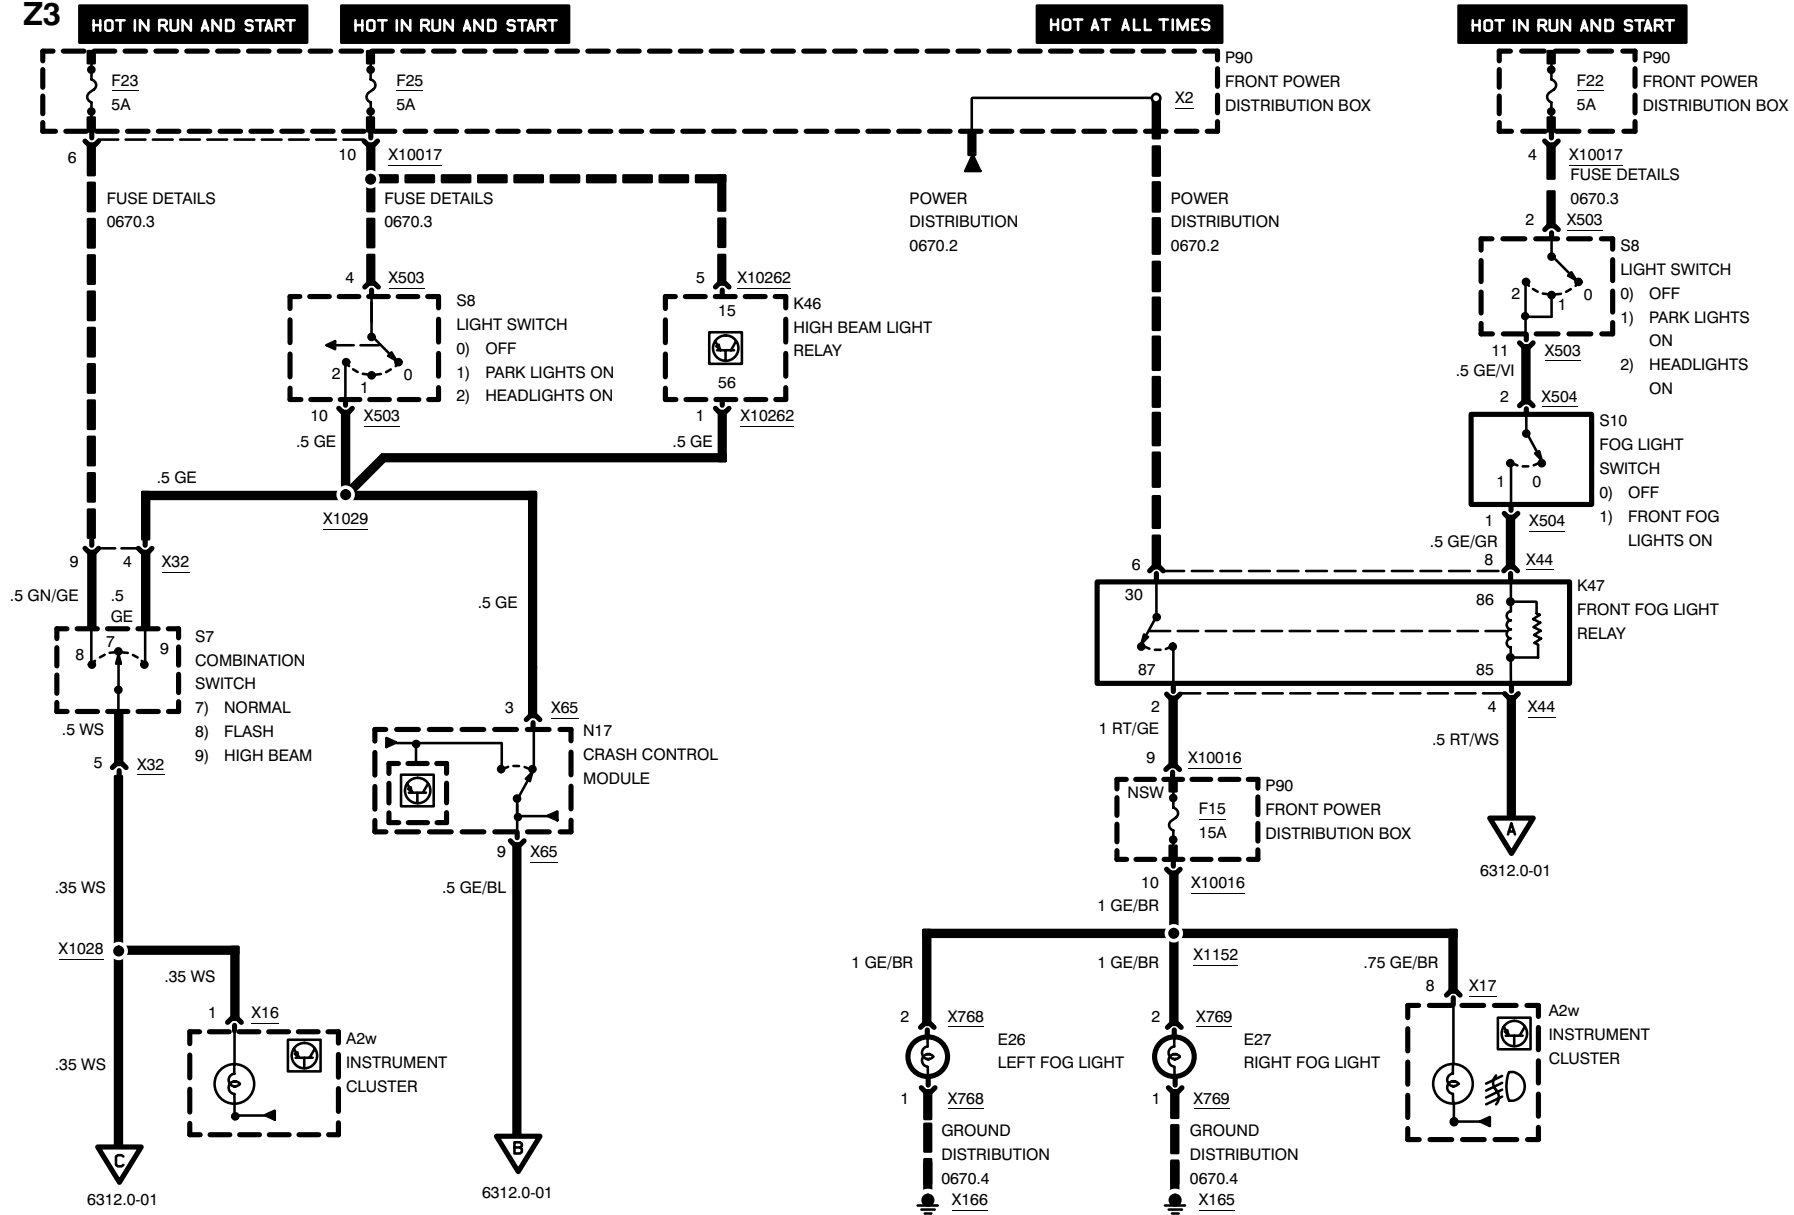 Z3
HOT IN RUN AND START
HOT IN RUN AND START
HOT AT ALL TIMES
HOT IN RUN AND START
F23
5A
F25
5A
X2
P90
FRONT POWER
DISTRIBUTION BOX
F22
5A
P90
FRONT POWER
DISTRIBUTION BOX
6
10
X10017
4
X10017
FUSE DETAILS
0670.3
FUSE DETAILS
0670.3
FUSE DETAILS
0670.3
POWER
DISTRIBUTION
0670.2
POWER
DISTRIBUTION
0670.2
2
X503
4
X503
5
X10262
S8
LIGHT SWITCH
0) OFF
1) PARK LIGHTS ON
2) HEADLIGHTS ON
2
1
0
15
56
K46
HIGH BEAM LIGHT
RELAY
2
1
0
S8
LIGHT SWITCH
0) OFF
1) PARK LIGHTS
ON
2) HEADLIGHTS
ON
10
X503
.5 GE
1
X10262
.5 GE
11
X503
.5 GE/VI
2
X504
S10
FOG LIGHT
SWITCH
0) OFF
1) FRONT FOG
LIGHTS ON
1
0
1
X504
.5 GE/GR
8
X44
.5 GE
X1029
9
4
X32
.5 GN/GE
.5
GE
.5 GE
6
30
87
86
85
K47
FRONT FOG LIGHT
RELAY
8
7
9
S7
COMBINATION
SWITCH
7) NORMAL
8) FLASH
9) HIGH BEAM
.5 WS
5
X32
3
X65
N17
CRASH CONTROL
MODULE
9
X65
.5 GE/BL
2
1 RT/GE
4
X44
.5 RT/WS
9
X10016
NSW
F15
15A
P90
FRONT POWER
DISTRIBUTION BOX
A
6312.0-01
10
X10016
1 GE/BR
.35 WS
X1028
.35 WS
1 GE/BR
1 GE/BR
X1152
.75 GE/BR
1
X16
A2w
INSTRUMENT
CLUSTER
.35 WS
2
X768
E26
LEFT FOG LIGHT
2
X769
E27
RIGHT FOG LIGHT
8
X17
A2w
INSTRUMENT
CLUSTER
1
X768
1
X769
GROUND
DISTRIBUTION
0670.4
X166
GROUND
DISTRIBUTION
0670.4
X165
C
6312.0-01
B
6312.0-01